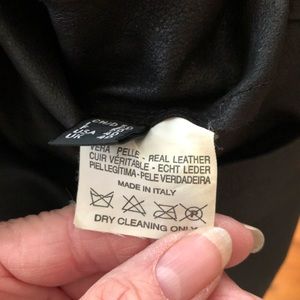 VERA PELLE - REAL LEATHER
CUIR VÉRITABLE - ECHT LEDER
PIEL LEGITIMA - PELE VERDADEIRA
MADE IN ITALY
DRY CLEANING ONLY